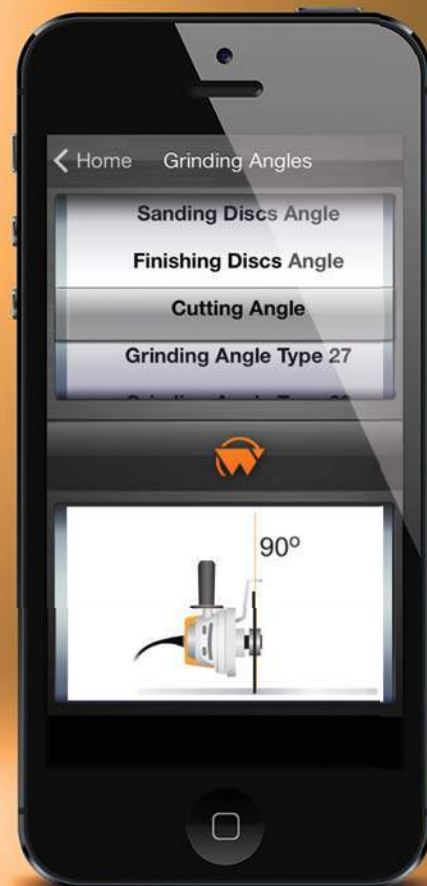 Home Grinding Angles
Sanding Discs Angle
Finishing Discs Angle
Cutting Angle
Grinding Angle Type 27
90º